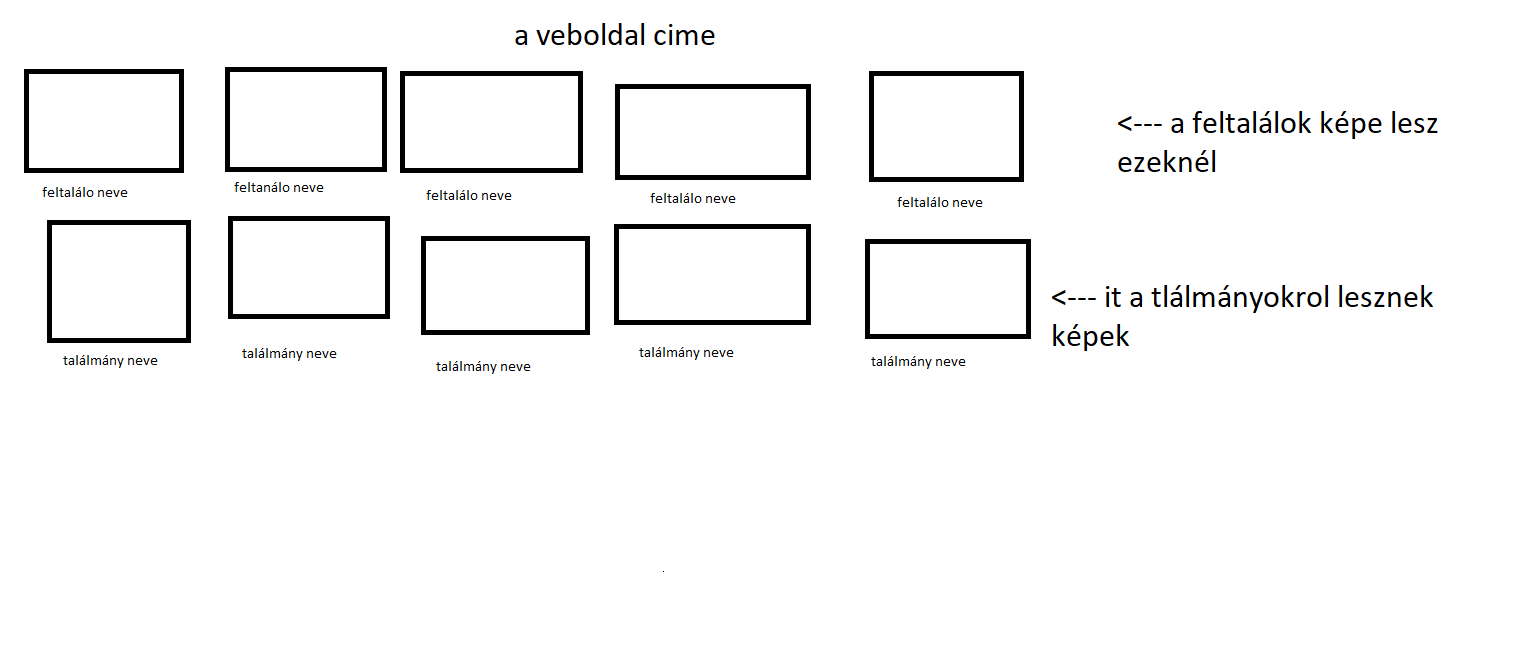 a veboldal cime
<--- a feltalálok képe lesz
ezeknél
feltalálo neve
feltanálo neve
feltalálo neve
feltalálo neve
feltalálo neve
<--- it a tlálmányokrol lesznek
képek
találmány neve
találmány neve
találmány neve
találmány neve
találmány neve